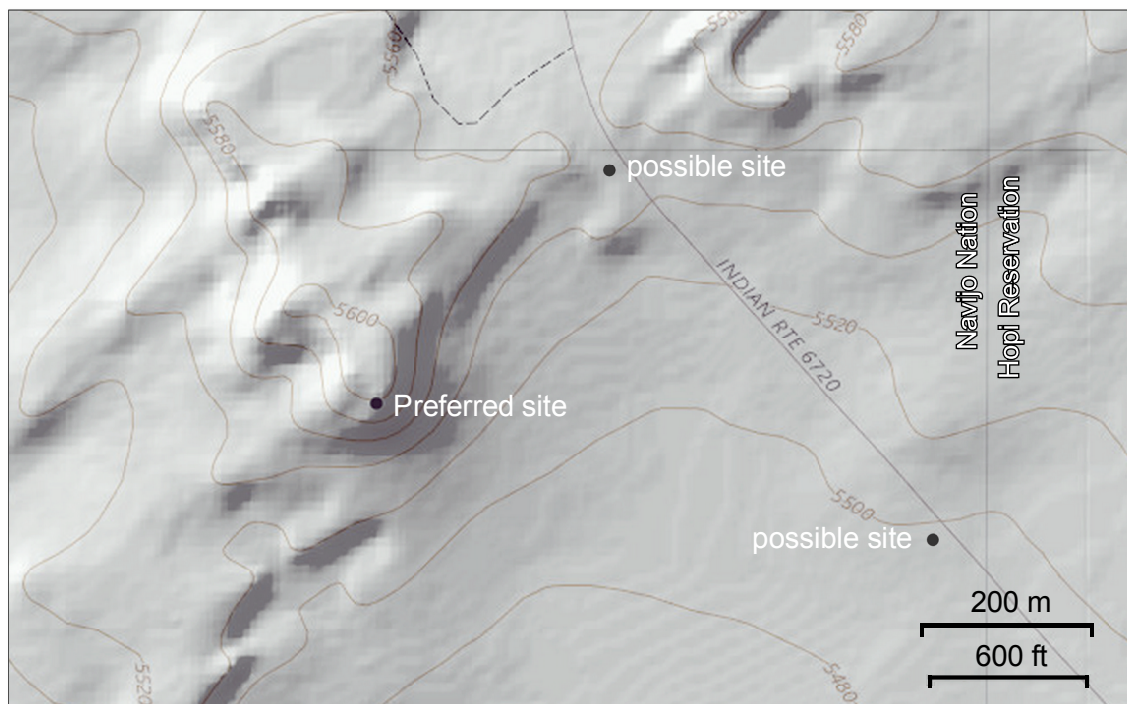 5580
5580
5560
5580
possible site
Navijo Nation
Hopi Reservation
INDIAN RTE 6720
5600
5520
Preferred site
5500
possible site
200 m
600 ft
5520
5480